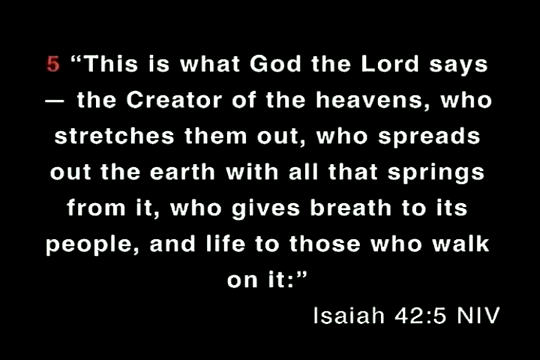 5 “This is what God the Lord says
— the Creator of the heavens, who
stretches them out, who spreads
out the earth with all that springs
from it, who gives breath to its
people, and life to those who walk
on it:”
Isaiah 42:5 NIV